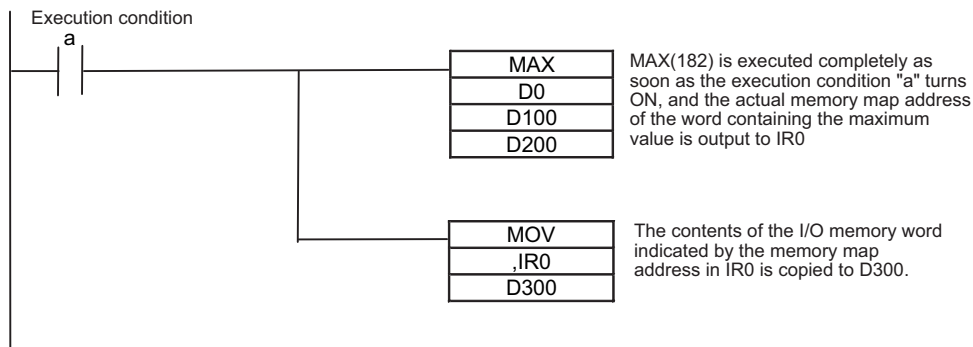 Execution condition
a
MAX
D0
D100
D200
MAX(182) is executed completely as
soon as the execution condition "a" turns
ON, and the actual memory map address
of the word containing the maximum
value is output to IR0
MOV
,IR0
D300
The contents of the I/O memory word
indicated by the memory map
address in IR0 is copied to D300.